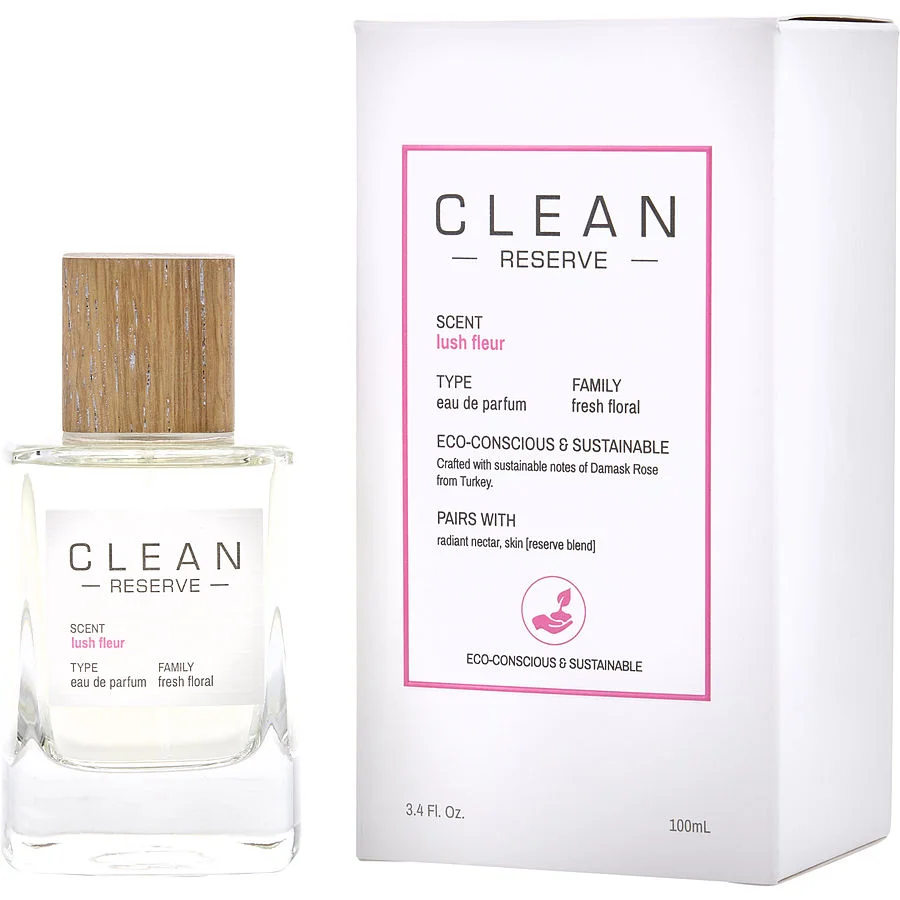 CLEAN
— RESERVE —
SCENT
lush fleur
TYPE FAMILY
eau de parfum fresh floral
CLEAN
— RESERVE —
SCENT
lush fleur
TYPE FAMILY
eau de parfum fresh floral
ECO-CONSCIOUS & SUSTAINABLE
Crafted with sustainable notes of Damask Rose
from Turkey.
PAIRS WITH
radiant nectar, skin [reserve blend]
ECO-CONSCIOUS & SUSTAINABLE
3.4 Fl. Oz. 100mL